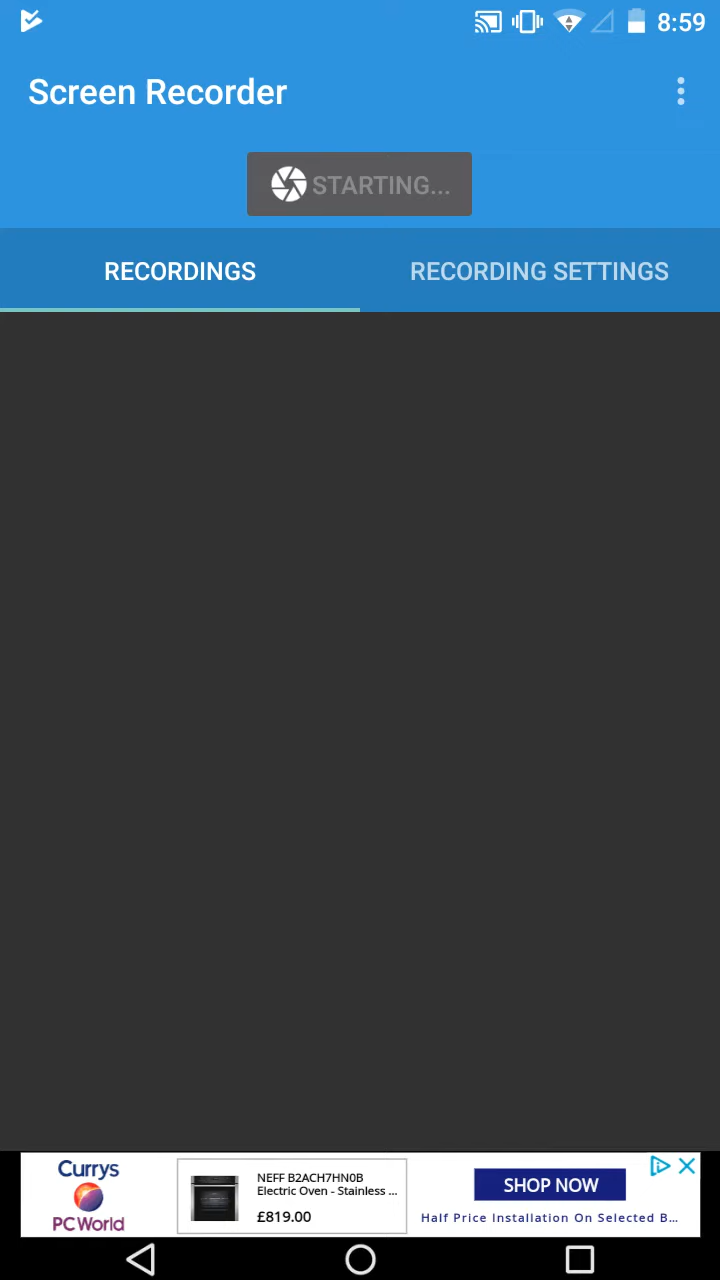 8:59
Screen Recorder
STARTING...
RECORDINGS
RECORDING SETTINGS
Currys
PC World
NEFF B2ACH7HN0B
Electric Oven - Stainless ...
£819.00
SHOP NOW
Half Price Installation On Selected B...